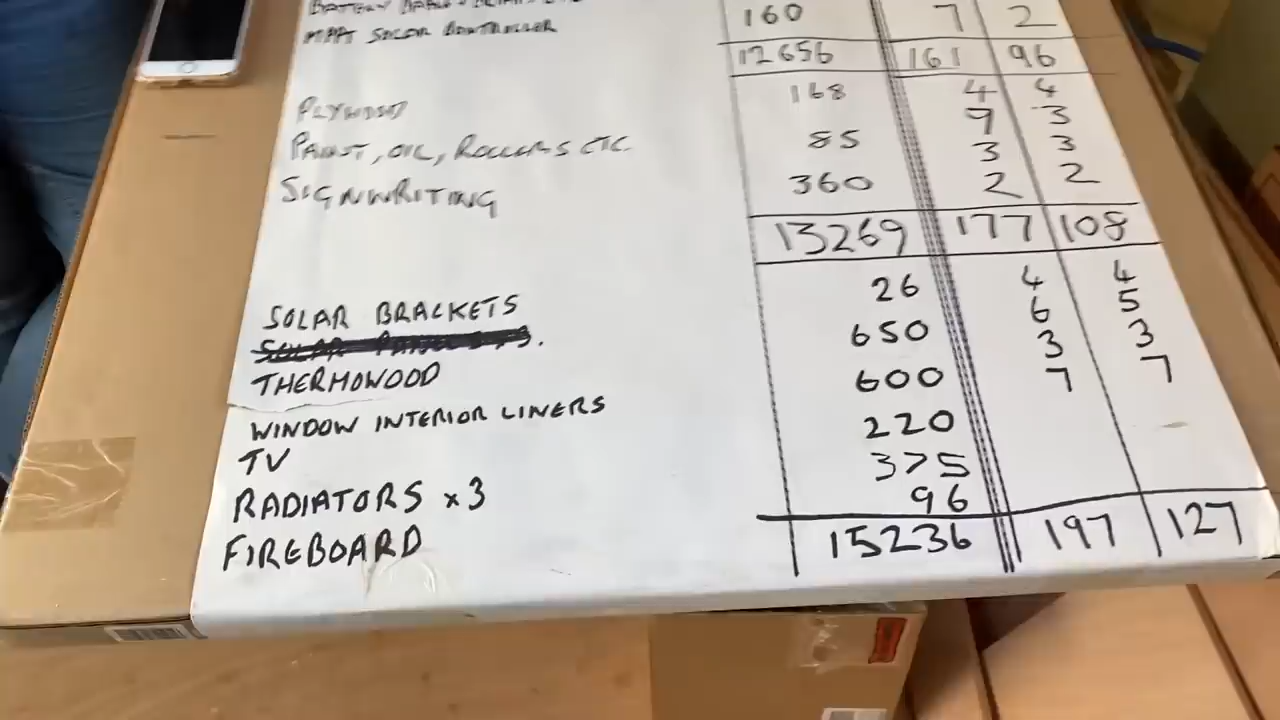 MPPT SOLAR CONTROLLER 160 7 2
12656 161 96
PLYWOOD 168 4 4
9 3
PAINT, OIL, ROLLERS ETC 85 3 3
SIGNWRITING 360 2 2
13269 177 108
SOLAR BRACKETS 26 4 4
6 5
THERMOWOOD 650 3 3
WINDOW INTERIOR LINERS 600 7 7
TV 220
RADIATORS x3 375
FIREBOARD 96
15236 197 127